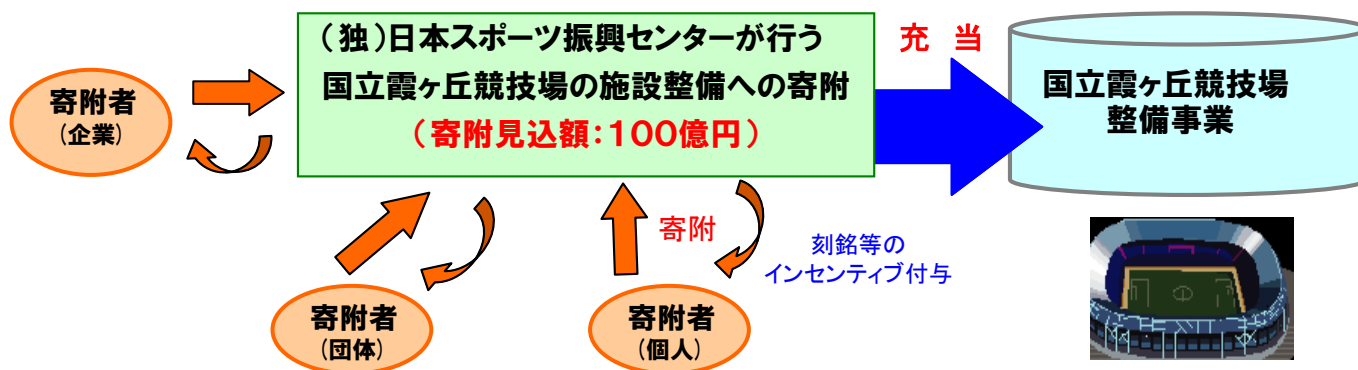 (独)日本スポーツ振興センターが行う
国立霞ヶ丘競技場の施設整備への寄附
(寄附見込額:100億円)
充 当
国立霞ヶ丘競技場
整備事業
寄附者
(企業)
寄附
刻銘等の
インセンティブ付与
寄附者
(団体)
寄附者
(個人)